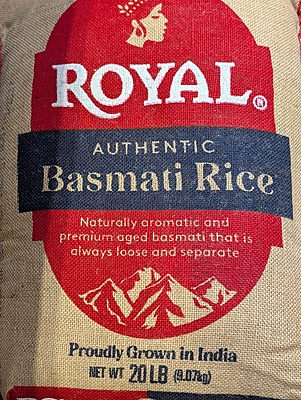 ROYAL®
AUTHENTIC
Basmati Rice
Naturally aromatic and
premium aged basmati that is
always loose and separate
Proudly Grown in India
NET WT 20 LB (9.07kg)